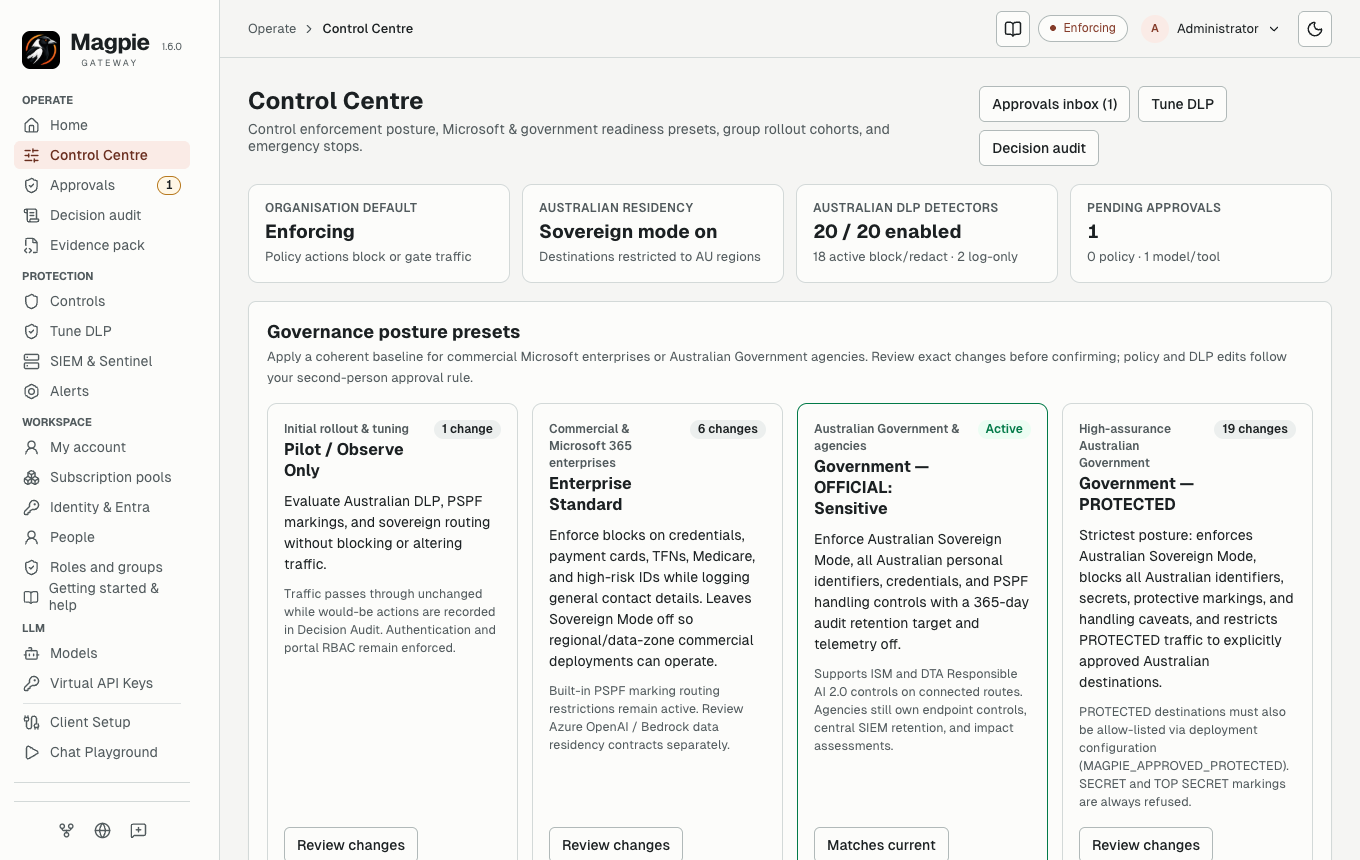 Magpie
1.6.0
GATEWAY
OPERATE
Home
Control Centre
Approvals
1
Decision audit
Evidence pack
PROTECTION
Controls
Tune DLP
SIEM & Sentinel
Alerts
WORKSPACE
My account
Subscription pools
Identity & Entra
People
Roles and groups
Getting started &
help
LLM
Models
Virtual API Keys
Client Setup
Chat Playground
Operate > Control Centre
Enforcing
A
Administrator
Control Centre
Control enforcement posture, Microsoft & government readiness presets, group rollout cohorts, and
emergency stops.
Approvals inbox (1)
Tune DLP
Decision audit
ORGANISATION DEFAULT
Enforcing
Policy actions block or gate traffic
AUSTRALIAN RESIDENCY
Sovereign mode on
Destinations restricted to AU regions
AUSTRALIAN DLP DETECTORS
20 / 20 enabled
18 active block/redact · 2 log-only
PENDING APPROVALS
1
0 policy · 1 model/tool
Governance posture presets
Apply a coherent baseline for commercial Microsoft enterprises or Australian Government agencies. Review exact changes before confirming; policy and DLP edits follow
your second-person approval rule.
Initial rollout & tuning
1 change
Pilot / Observe
Only
Evaluate Australian DLP, PSPF
markings, and sovereign routing
without blocking or altering
traffic.
Traffic passes through unchanged
while would-be actions are recorded
in Decision Audit. Authentication and
portal RBAC remain enforced.
Review changes
Commercial &
Microsoft 365
enterprises
6 changes
Enterprise
Standard
Enforce blocks on credentials,
payment cards, TFNs, Medicare,
and high-risk IDs while logging
general contact details. Leaves
Sovereign Mode off so
regional/data-zone commercial
deployments can operate.
Built-in PSPF marking routing
restrictions remain active. Review
Azure OpenAI / Bedrock data
residency contracts separately.
Review changes
Australian Government &
agencies
Active
Government —
OFFICIAL:
Sensitive
Enforce Australian Sovereign
Mode, all Australian personal
identifiers, credentials, and PSPF
handling controls with a 365-day
audit retention target and
telemetry off.
Supports ISM and DTA Responsible
AI 2.0 controls on connected routes.
Agencies still own endpoint controls,
central SIEM retention, and impact
assessments.
Matches current
High-assurance
Australian
Government
19 changes
Government —
PROTECTED
Strictest posture: enforces
Australian Sovereign Mode,
blocks all Australian identifiers,
secrets, protective markings, and
handling caveats, and restricts
PROTECTED traffic to explicitly
approved Australian
destinations.
PROTECTED destinations must also
be allow-listed via deployment
configuration
(MAGPIE_APPROVED_PROTECTED).
SECRET and TOP SECRET markings
are always refused.
Review changes